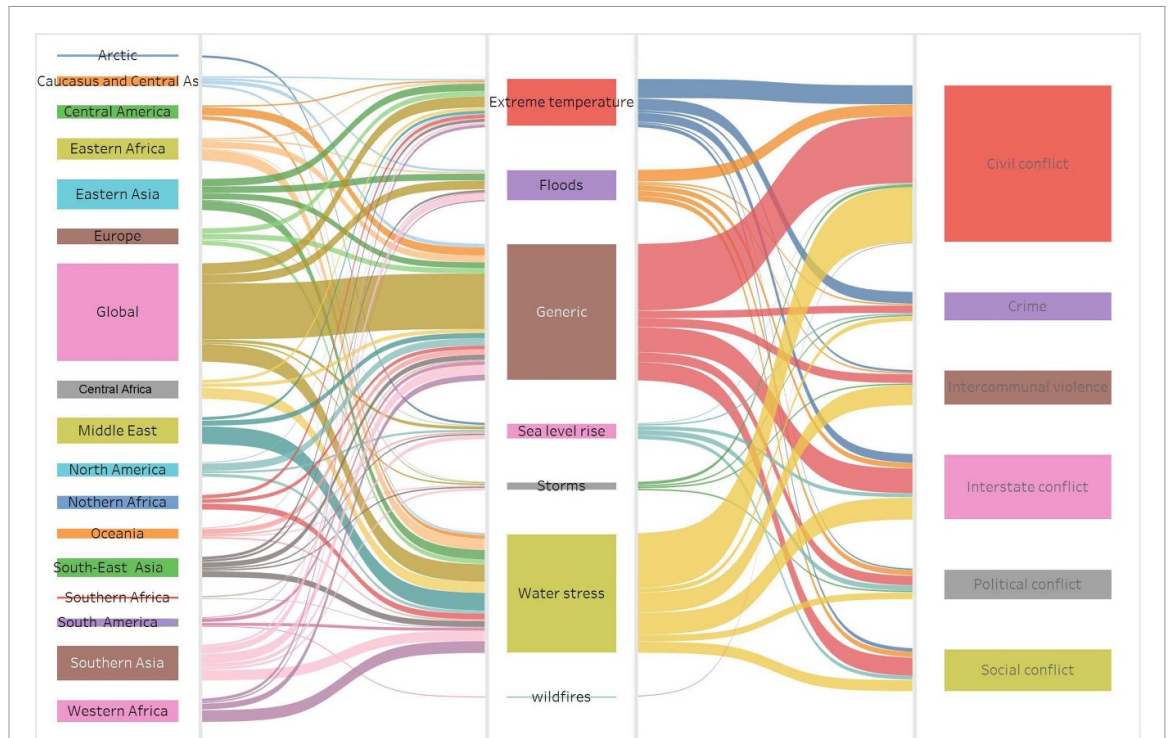 Arctic
Caucasus and Central As
Central America
Eastern Africa
Eastern Asia
Europe
Global
Central Africa
Middle East
North America
Nothern Africa
Oceania
South-East Asia
Southern Africa
South America
Southern Asia
Western Africa
Extreme temperature
Floods
Generic
Sea level rise
Storms
Water stress
wildfires
Civil conflict
Crime
Intercommunal violence
Interstate conflict
Political conflict
Social conflict